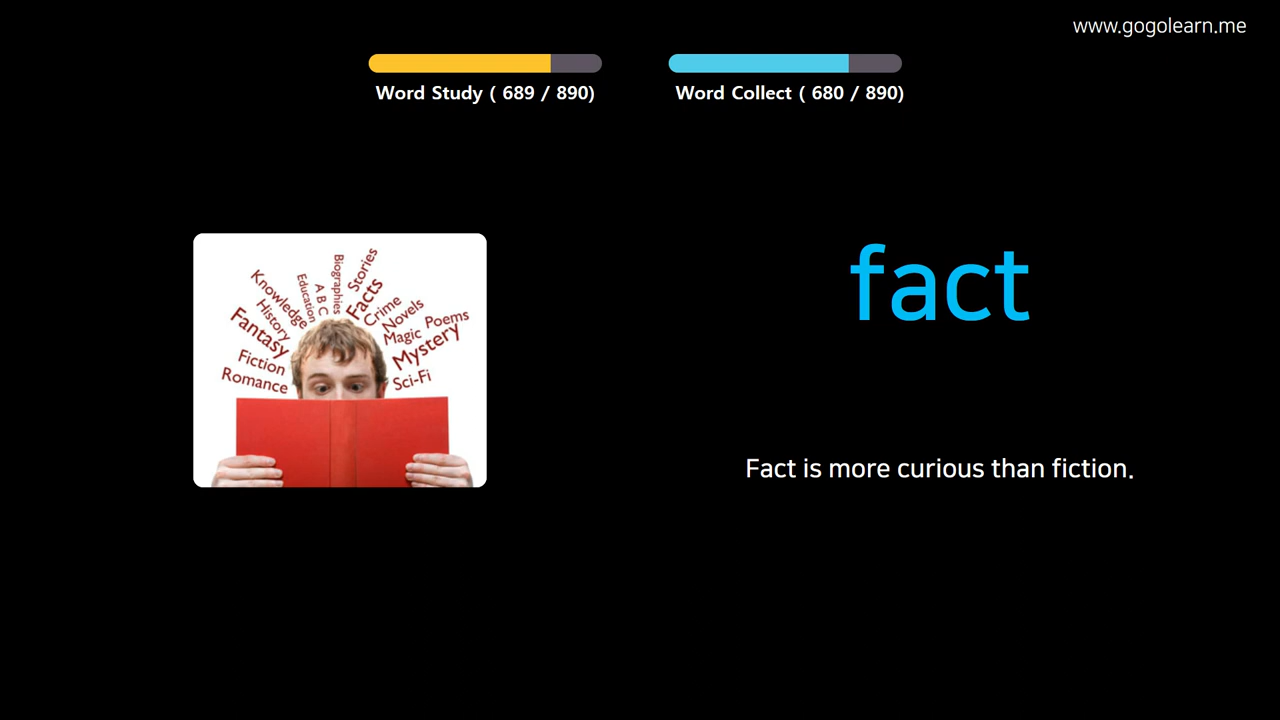 www.gogolearn.me
Word Study ( 689 / 890)
Word Collect ( 680 / 890)
Knowledge
History
Fantasy
Fiction
Romance
Education
A B C
Biographies
Stories
Facts
Crime
Novels
Magic
Poems
Mystery
Sci-Fi
fact
Fact is more curious than fiction.